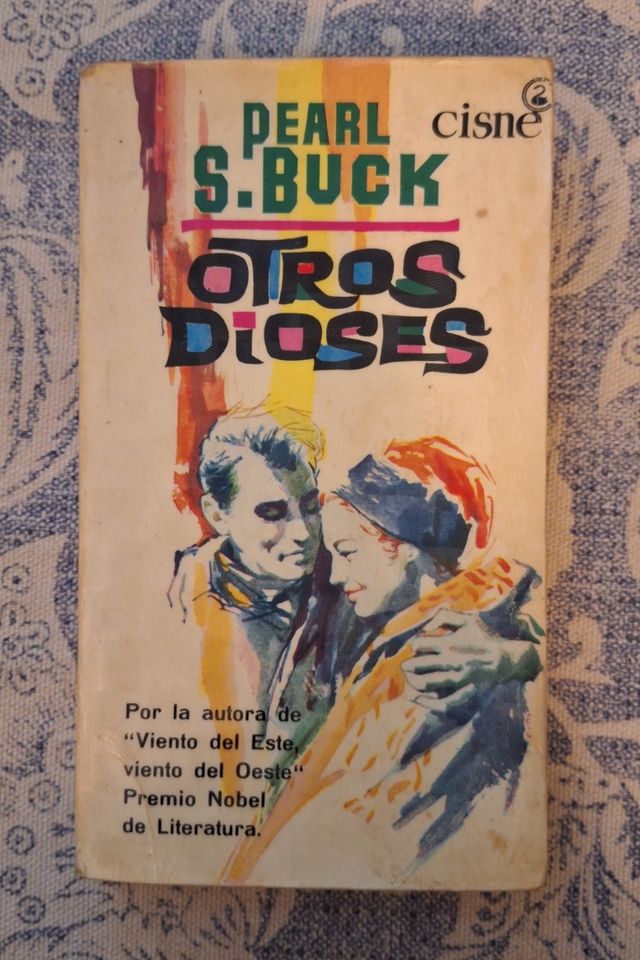 PEARL
S. BUCK
cisne
OTROS
DIOSES
Por la autora de
"Viento del Este,
viento del Oeste"
Premio Nobel
de Literatura.